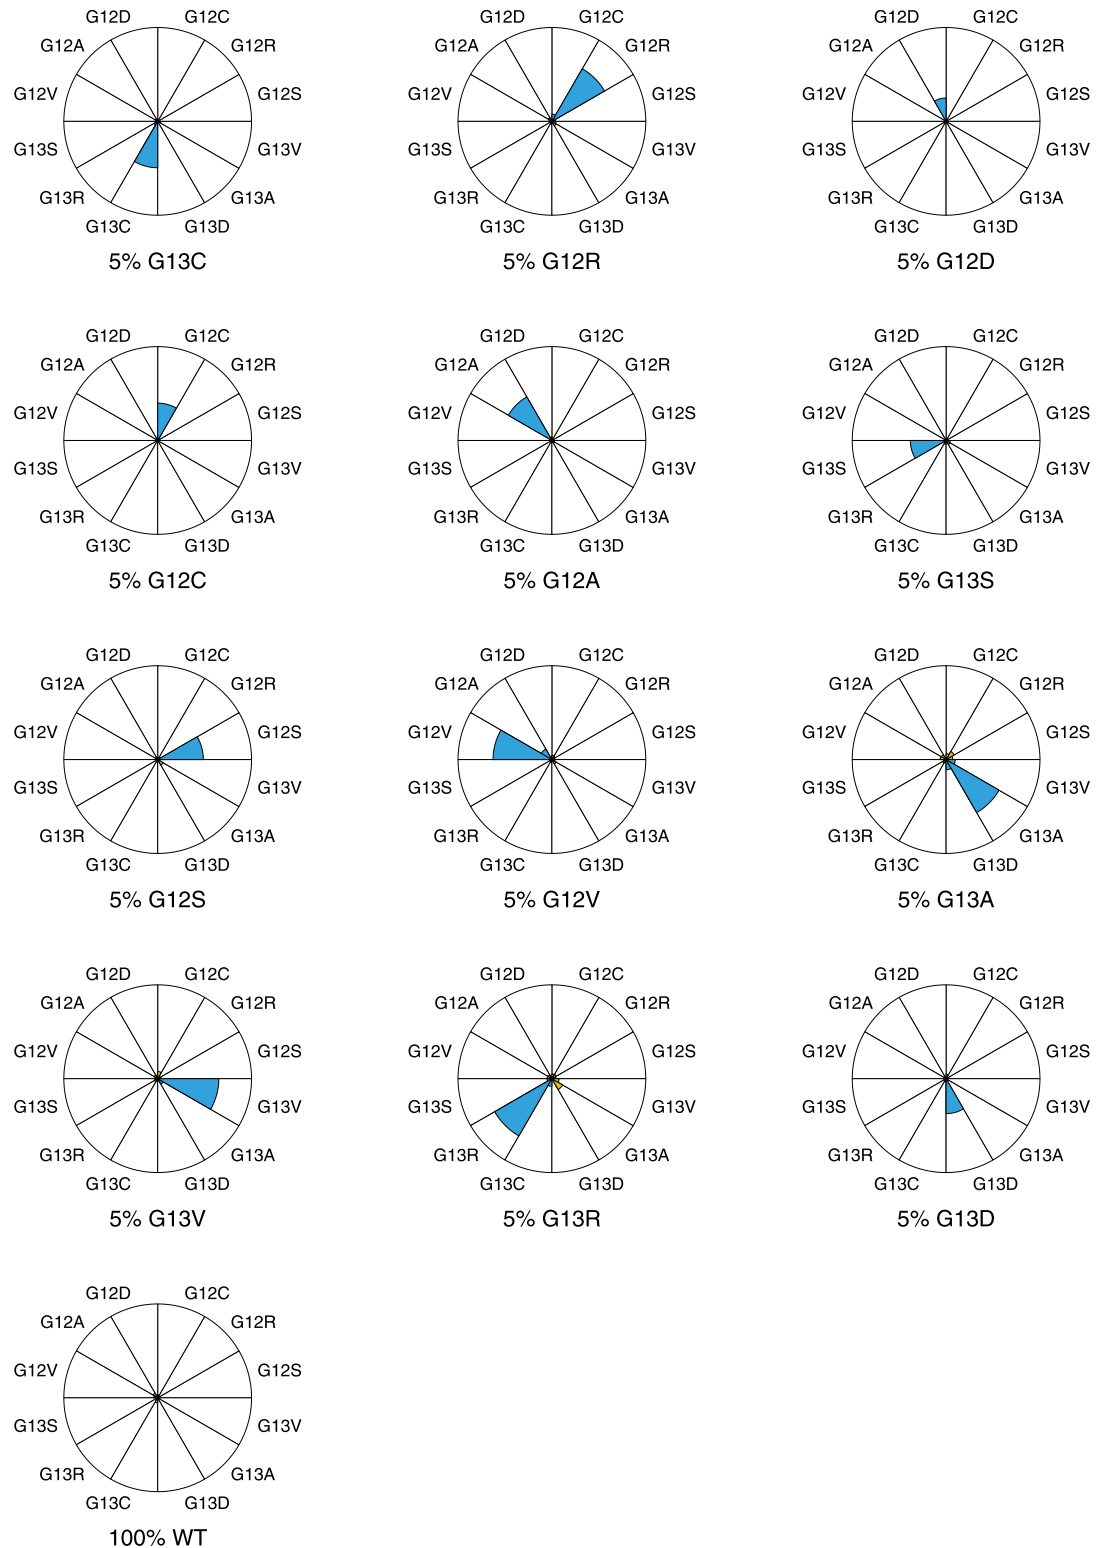 G12D G12C G12D G12C G12D G12C
G12A G12R G12A G12R G12A G12R
G12V G12S G12V G12S G12V G12S
G13S G13V G13S G13V G13S G13V
G13R G13A G13R G13A G13R G13A
G13C G13D G13C G13D G13C G13D
5% G13C 5% G12R 5% G12D
G12D G12C G12D G12C G12D G12C
G12A G12R G12A G12R G12A G12R
G12V G12S G12V G12S G12V G12S
G13S G13V G13S G13V G13S G13V
G13R G13A G13R G13A G13R G13A
G13C G13D G13C G13D G13C G13D
5% G12C 5% G12A 5% G13S
G12D G12C G12D G12C G12D G12C
G12A G12R G12A G12R G12A G12R
G12V G12S G12V G12S G12V G12S
G13S G13V G13S G13V G13S G13V
G13R G13A G13R G13A G13R G13A
G13C G13D G13C G13D G13C G13D
5% G12S 5% G12V 5% G13A
G12D G12C G12D G12C G12D G12C
G12A G12R G12A G12R G12A G12R
G12V G12S G12V G12S G12V G12S
G13S G13V G13S G13V G13S G13V
G13R G13A G13R G13A G13R G13A
G13C G13D G13C G13D G13C G13D
5% G13V 5% G13R 5% G13D
G12D G12C
G12A G12R
G12V G12S
G13S G13V
G13R G13A
G13C G13D
100% WT